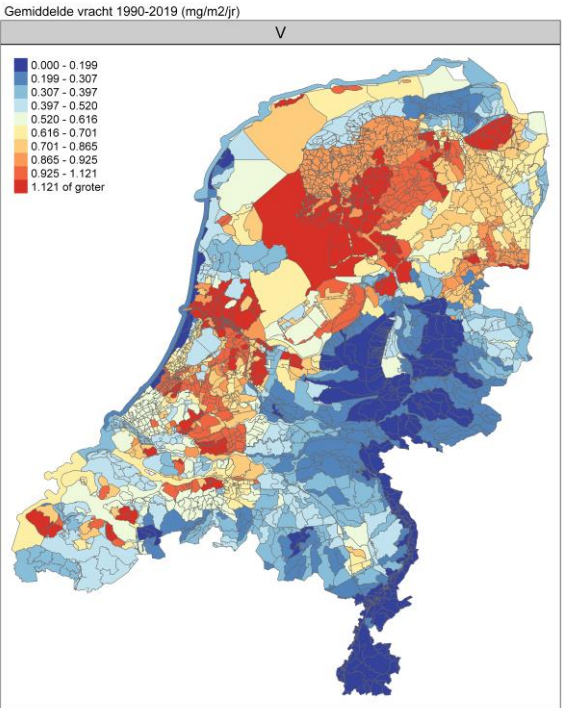 Gemiddelde vracht 1990-2019 (mg/m2/jr)
V
0.000 - 0.199
0.199 - 0.307
0.307 - 0.397
0.397 - 0.520
0.520 - 0.616
0.616 - 0.701
0.701 - 0.865
0.865 - 0.925
0.925 - 1.121
1.121 of groter